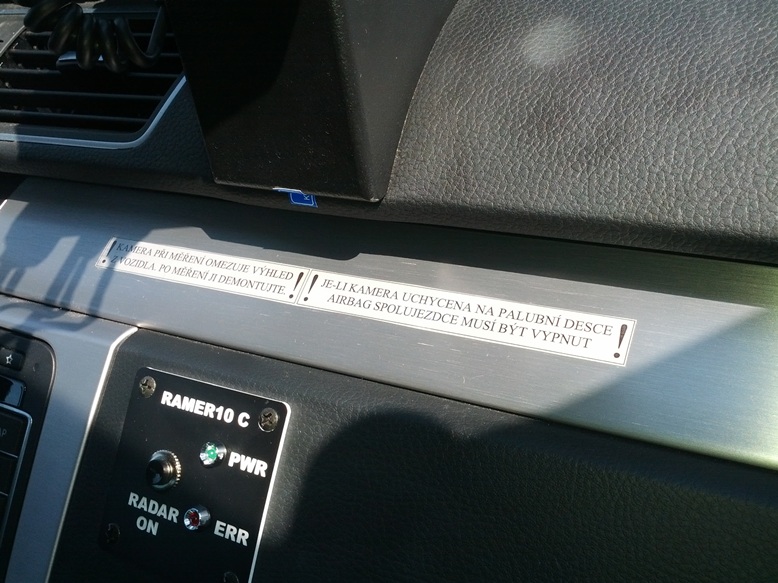 ! KAMERA PŘI MĚŘENÍ OMEZUJE VÝHLED !
Z VOZIDLA. PO MĚŘENÍ JI DEMONTUJTE.
! JE-LI KAMERA UCHYCENA NA PALUBNÍ DESCE !
AIRBAG SPOLUJEZDCE MUSÍ BÝT VYPNUT
RAMER10 C
PWR
RADAR
ON
ERR